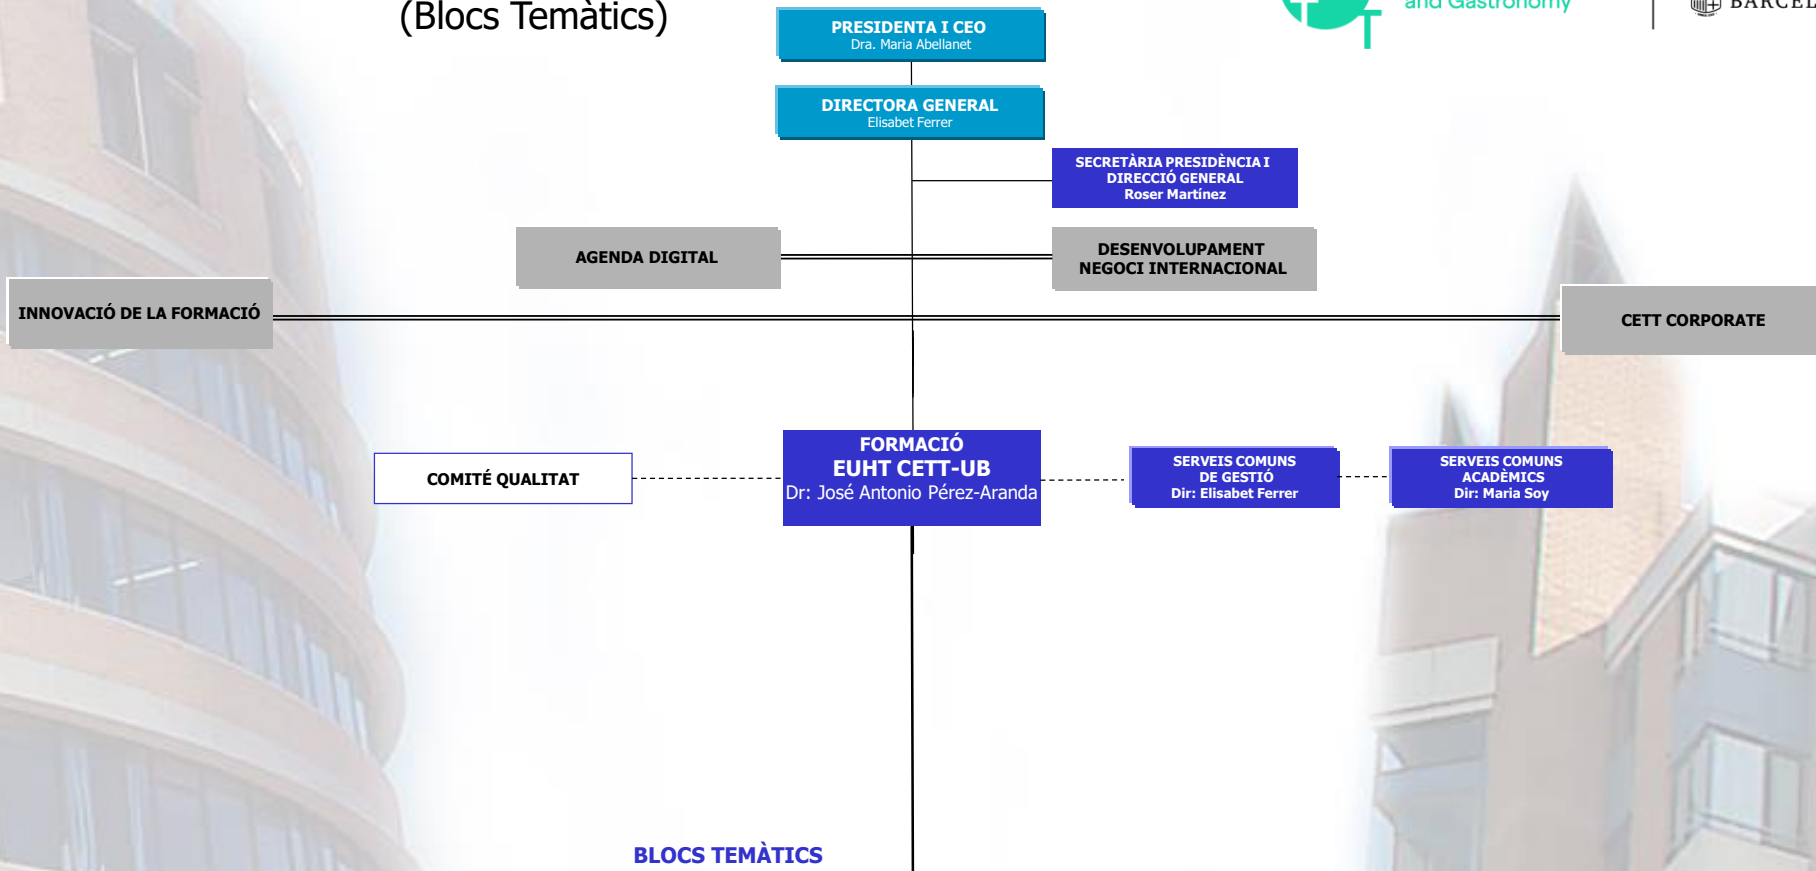 (Blocs Temàtics)
and Gastronomy
PRESIDENTA I CEO
Dra. Maria Abellanet
DIRECTORA GENERAL
Elisabet Ferrer
SECRETÀRIA PRESIDÈNCIA I
DIRECCIÓ GENERAL
Roser Martínez
AGENDA DIGITAL
DESENVOLUPAMENT
NEGOCI INTERNACIONAL
INNOVACIÓ DE LA FORMACIÓ
CETT CORPORATE
COMITÉ QUALITAT
FORMACIÓ
EUHT CETT-UB
Dr: José Antonio Pérez-Aranda
SERVEIS COMUNS
DE GESTIÓ
Dir: Elisabet Ferrer
SERVEIS COMUNS
ACADÈMICS
Dir: Maria Soy
BLOCS TEMÀTICS